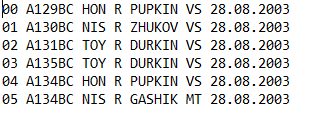 00 A129BC HON R PUPKIN VS 28.08.2003
01 A130BC NIS R ZHUKOV VS 28.08.2003
02 A131BC TOY R DURKIN VS 28.08.2003
03 A135BC TOY R DURKIN VS 28.08.2003
04 A134BC HON R PUPKIN VS 28.08.2003
05 A134BC NIS R GASHIK MT 28.08.2003